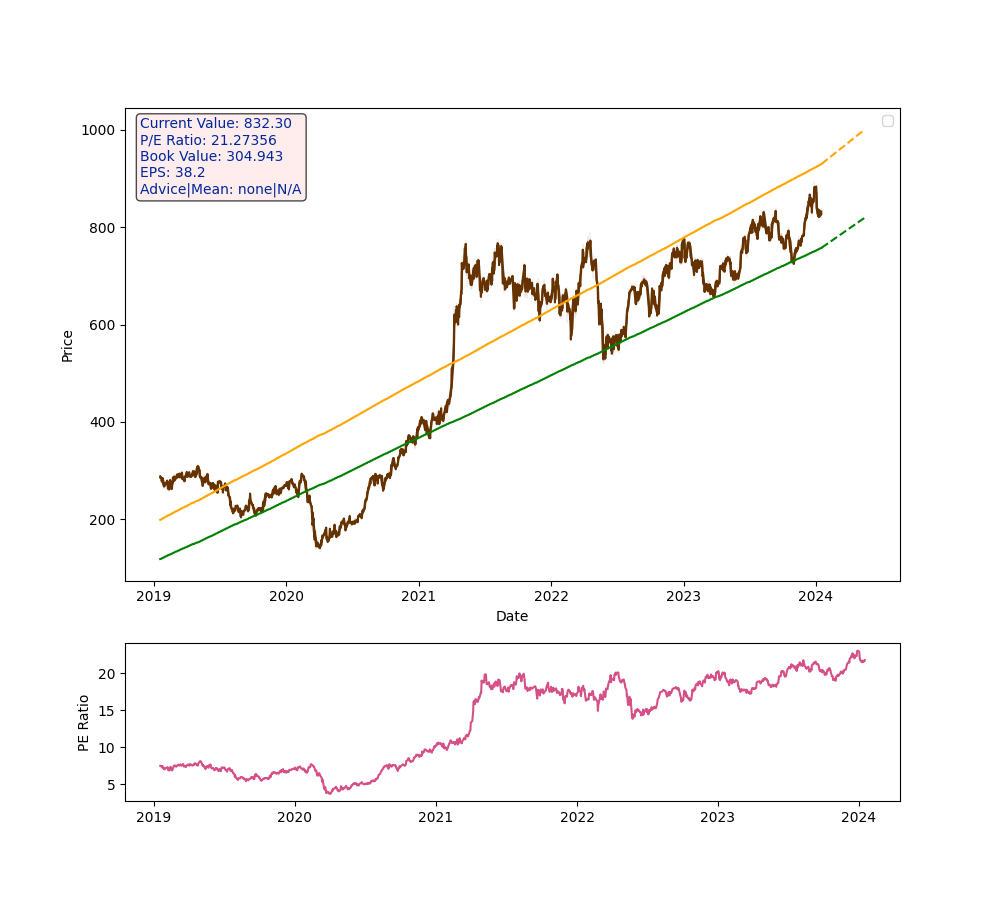 Current Value: 832.30
P/E Ratio: 21.27356
Book Value: 304.943
EPS: 38.2
Advice|Mean: none|N/A
1000
800
600
400
200
Price
2019 2020 2021 2022 2023 2024
Date
20
15
10
5
PE Ratio
2019 2020 2021 2022 2023 2024